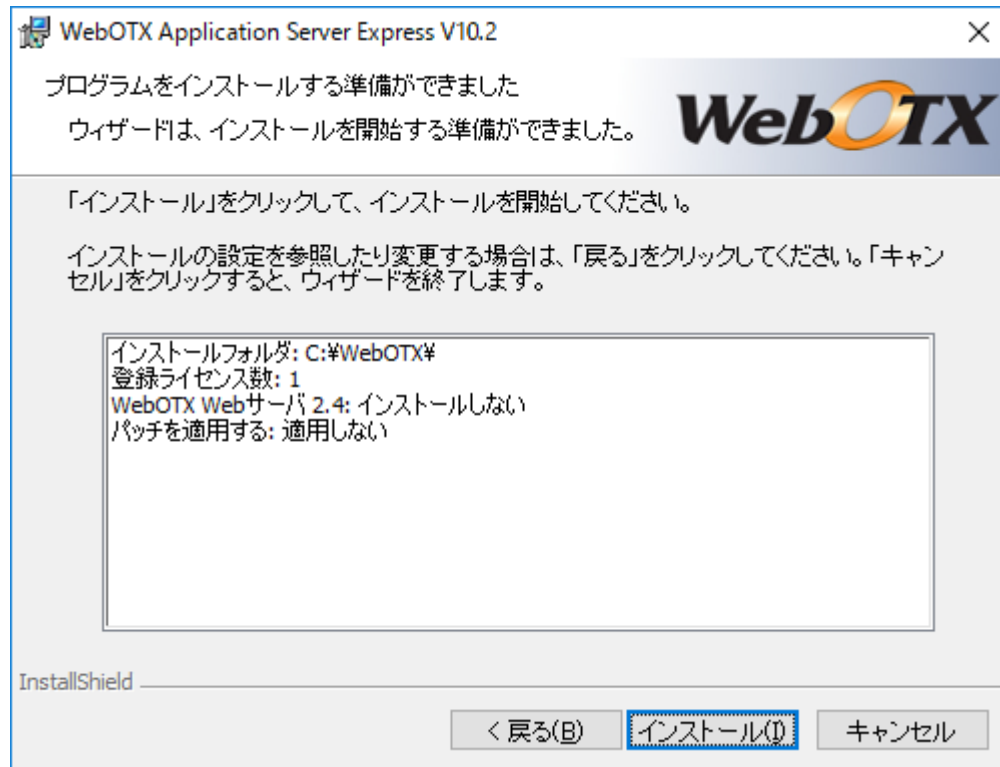 WebOTX Application Server Express V10.2
プログラムをインストールする準備ができました
ウィザードは、インストールを開始する準備ができました。
WebOTX
「インストール」をクリックして、インストールを開始してください。
インストールの設定を参照したり変更する場合は、「戻る」をクリックしてください。「キャン
セル」をクリックすると、ウィザードを終了します。
インストールフォルダ: C:¥WebOTX¥
登録ライセンス数: 1
WebOTX Webサーバ 2.4: インストールしない
パッチを適用する: 適用しない
InstallShield
< 戻る(B) インストール(I) キャンセル